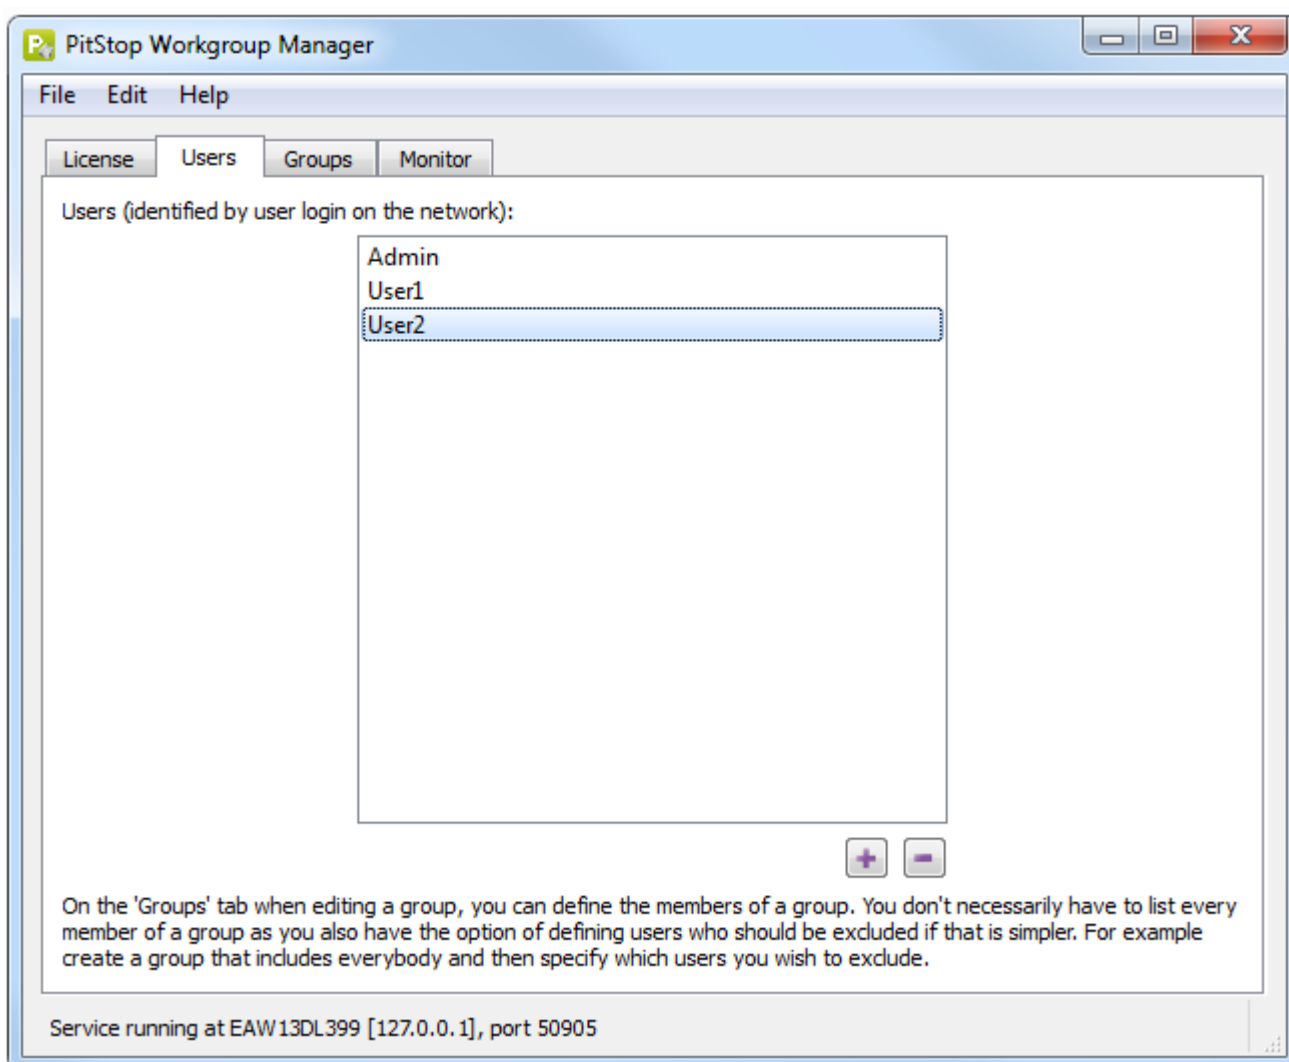 PitStop Workgroup Manager
File Edit Help
License Users Groups Monitor
Users (identified by user login on the network):
Admin
User1
User2
On the 'Groups' tab when editing a group, you can define the members of a group. You don't necessarily have to list every
member of a group as you also have the option of defining users who should be excluded if that is simpler. For example
create a group that includes everybody and then specify which users you wish to exclude.
Service running at EAW13DL399 [127.0.0.1], port 50905